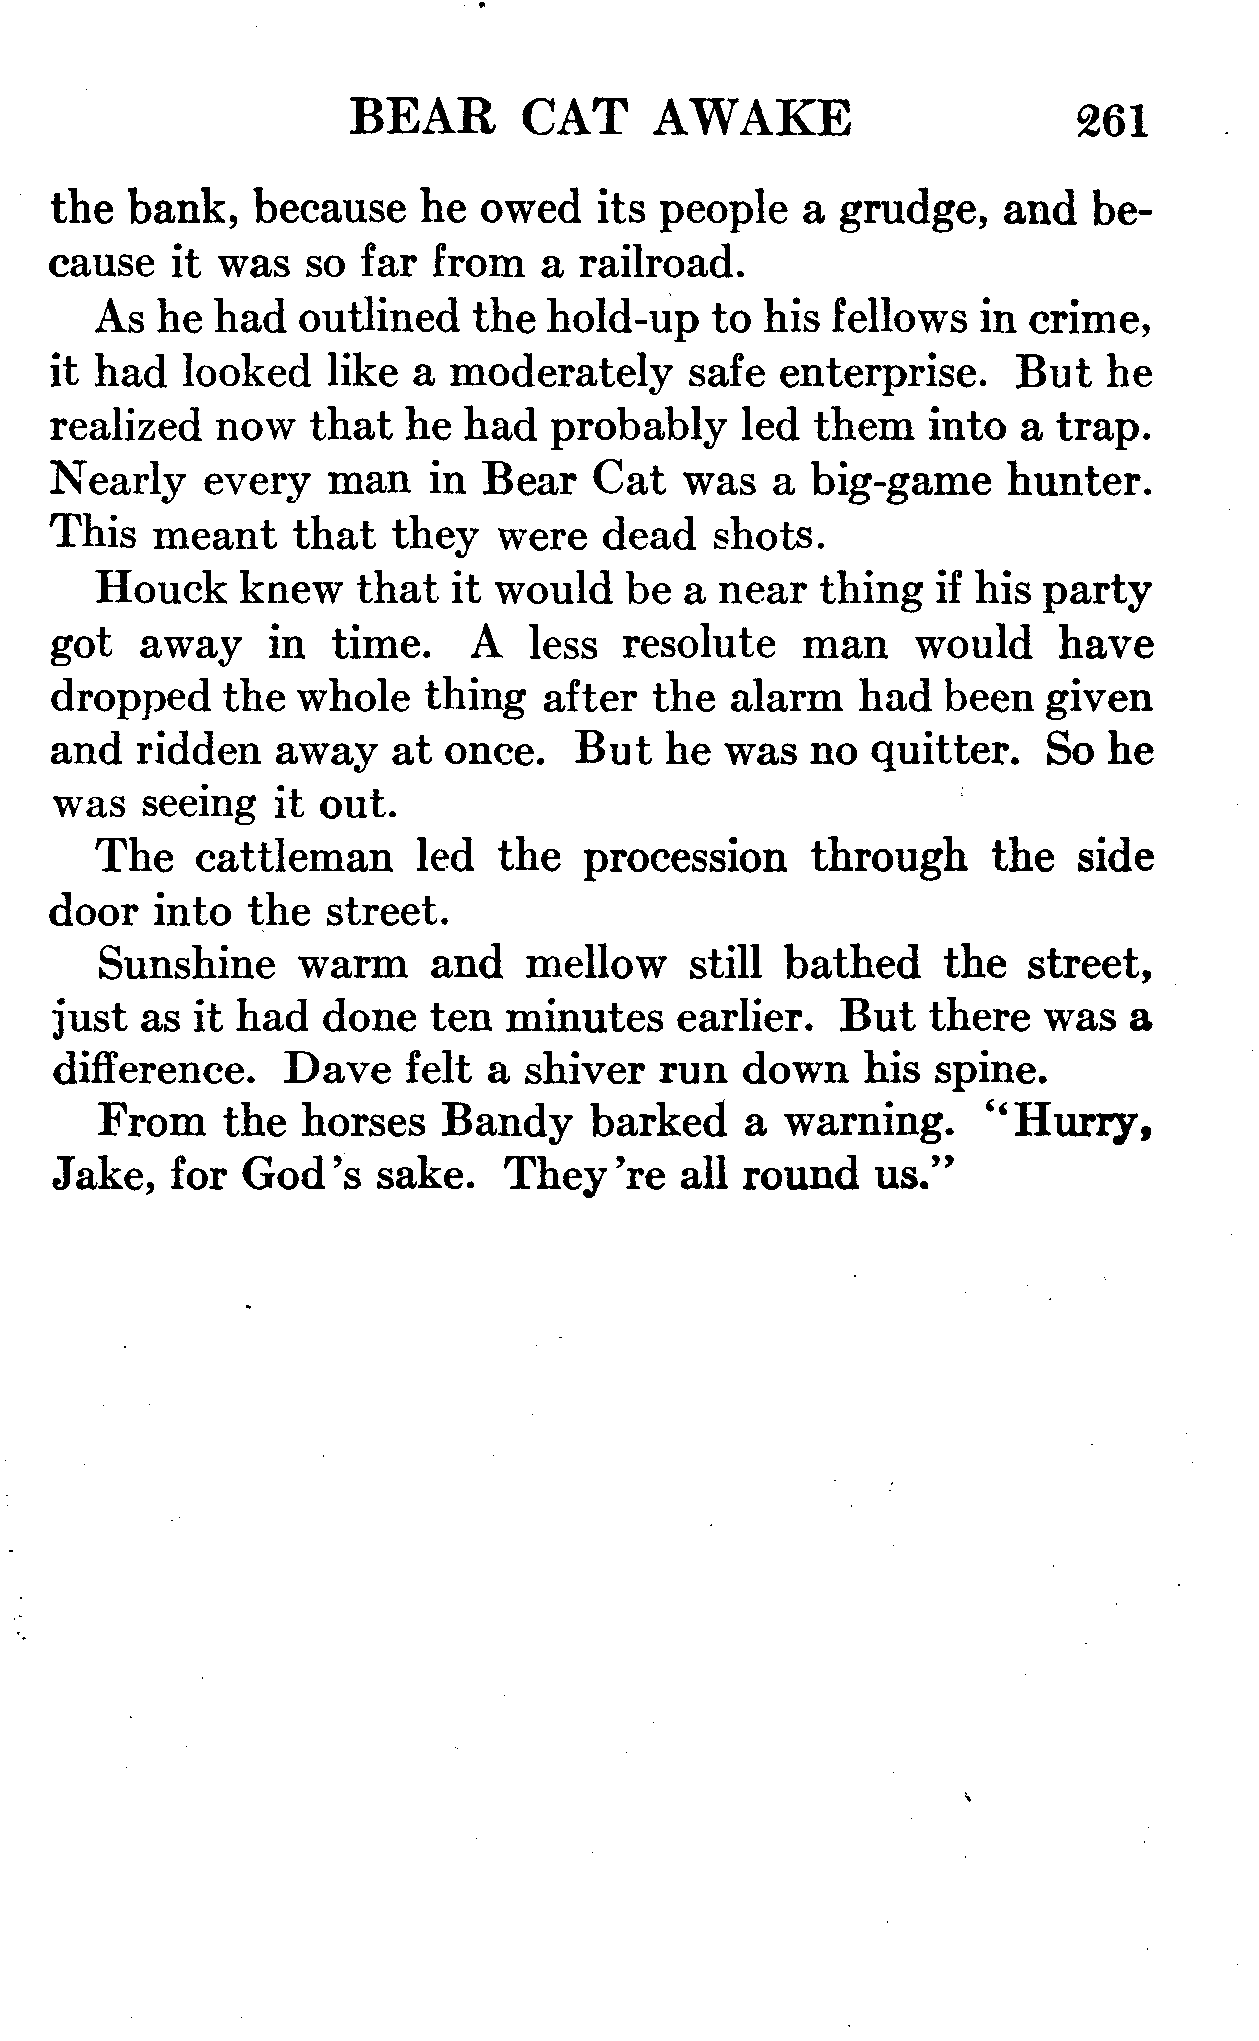 BEAR CAT AWAKE 261
the bank, because he owed its people a grudge, and be-
cause it was so far from a railroad.
As he had outlined the hold-up to his fellows in crime,
it had looked like a moderately safe enterprise. But he
realized now that he had probably led them into a trap.
Nearly every man in Bear Cat was a big-game hunter.
This meant that they were dead shots.
Houck knew that it would be a near thing if his party
got away in time. A less resolute man would have
dropped the whole thing after the alarm had been given
and ridden away at once. But he was no quitter. So he
was seeing it out.
The cattleman led the procession through the side
door into the street.
Sunshine warm and mellow still bathed the street,
just as it had done ten minutes earlier. But there was a
difference. Dave felt a shiver run down his spine.
From the horses Bandy barked a warning. "Hurry,
Jake, for God's sake. They're all round us."